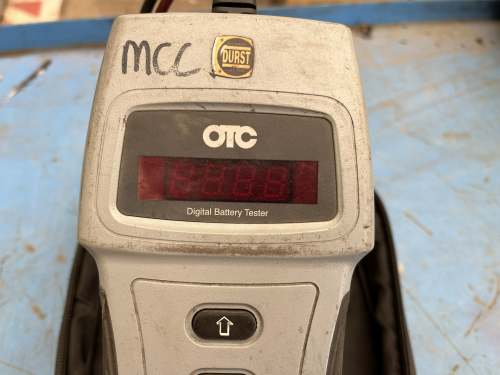 MCC
DURST
OTC
Digital Battery Tester